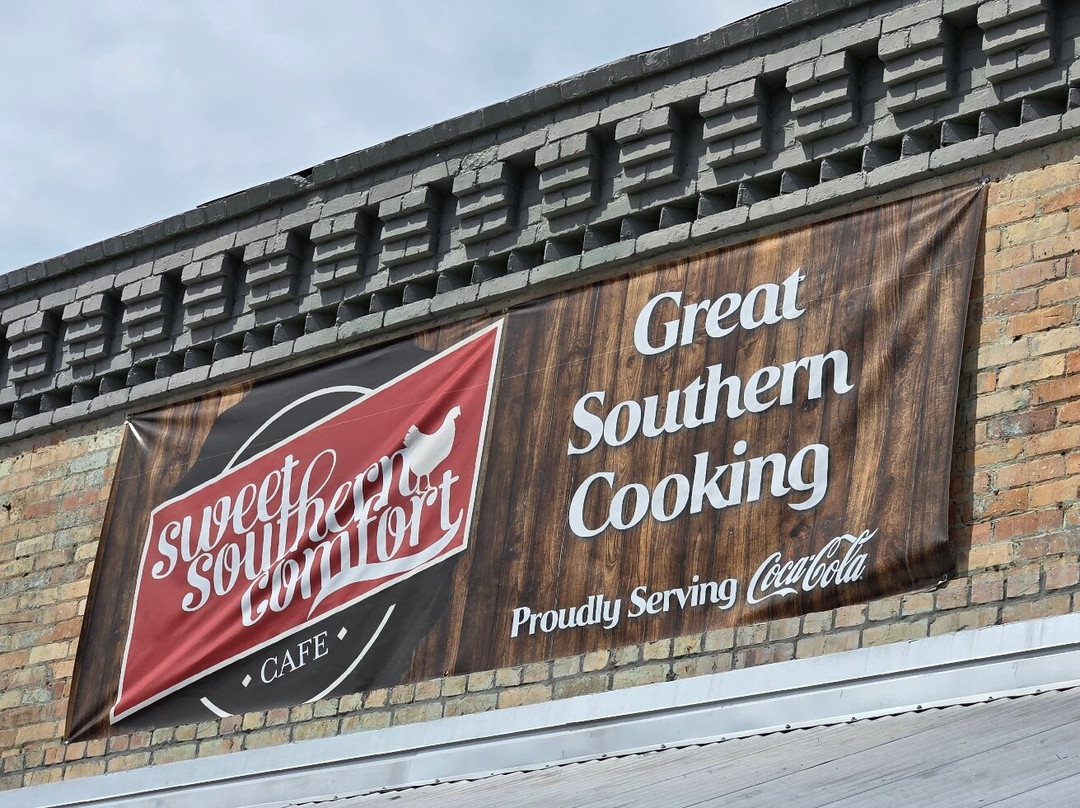 sweet
southern
comfort
• CAFE •
Great
Southern
Cooking
Proudly Serving Coca-Cola